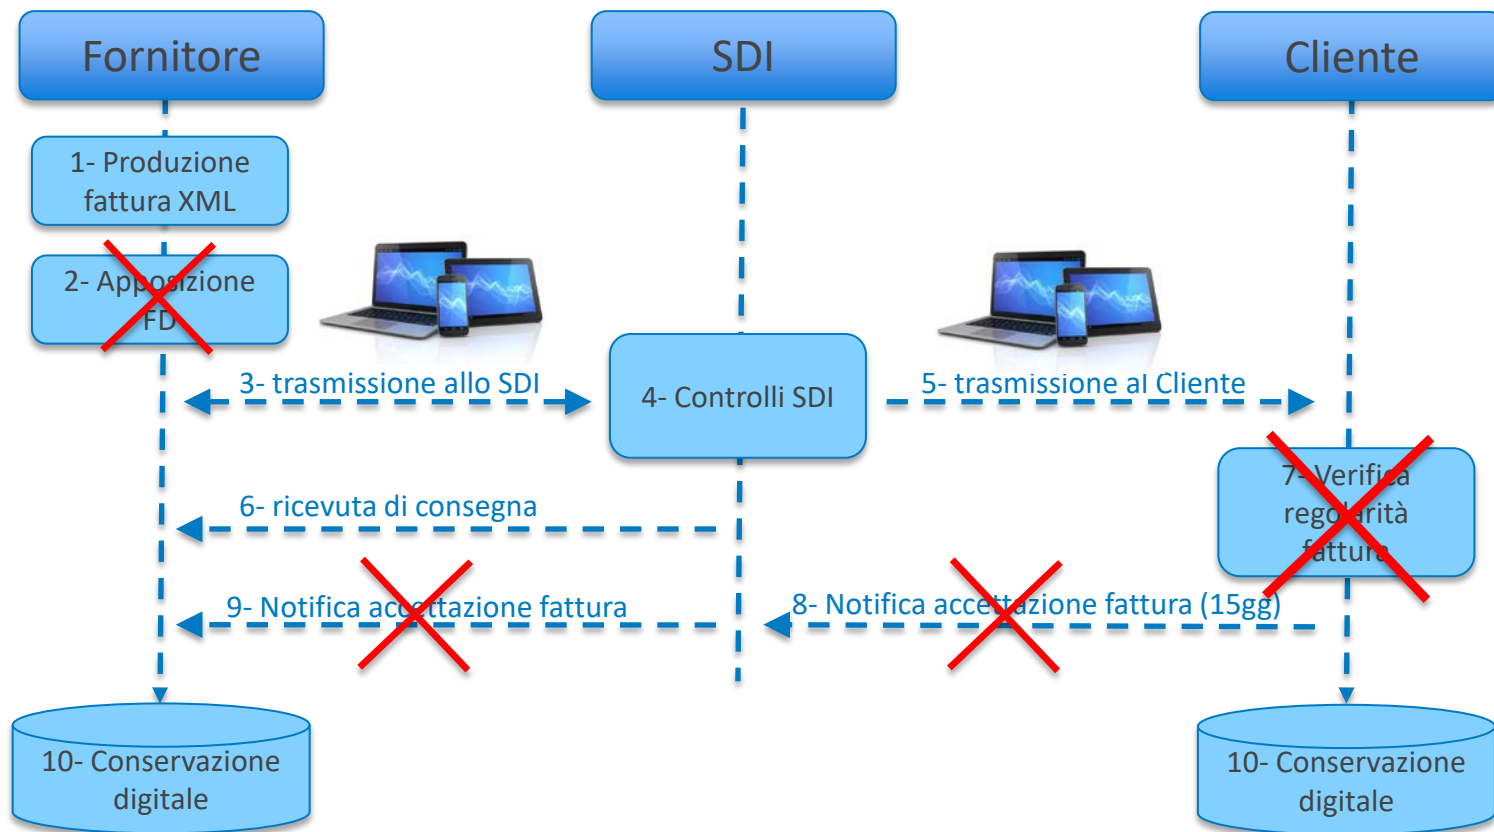 Fornitore
SDI
Cliente
1- Produzione
fattura XML
2- Apposizione
FD
3- trasmissione allo SDI
4- Controlli SDI
5- trasmissione al Cliente
6- ricevuta di consegna
7- Verifica
regolarità
fattura
8- Notifica accettazione fattura (15gg)
9- Notifica accettazione fattura
10- Conservazione
digitale
10- Conservazione
digitale